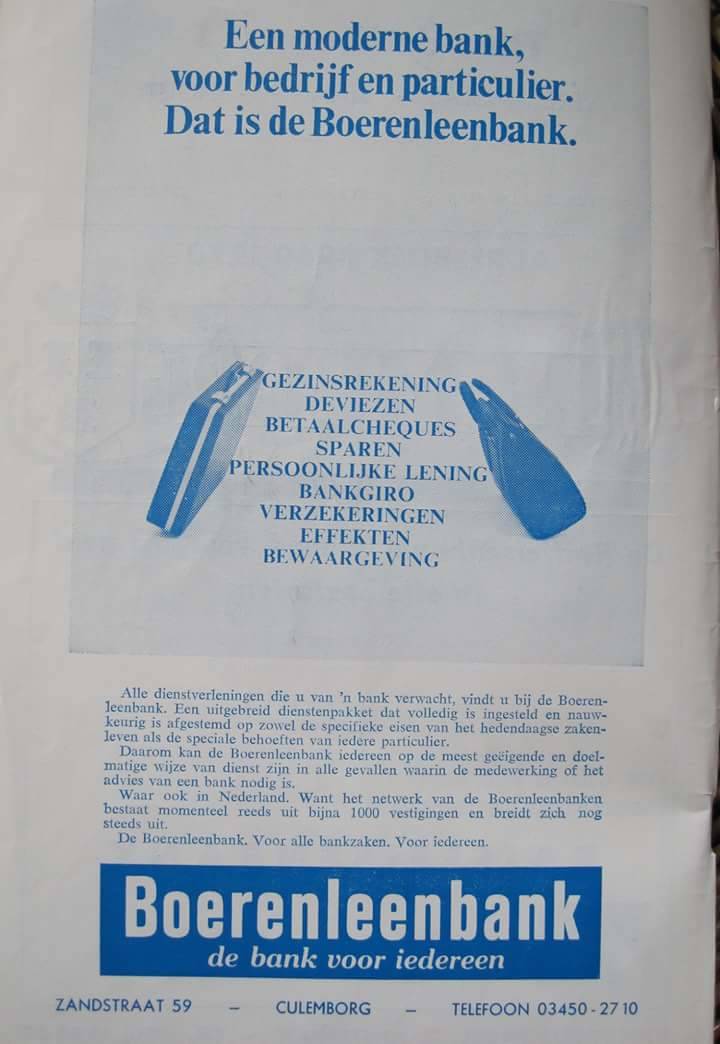 Een moderne bank,
voor bedrijf en particulier.
Dat is de Boerenleenbank.
GEZINSREKENING
DEVIEZEN
BETAALCHEQUES
SPAREN
PERSOONLIJKE LENING
BANKGIRO
VERZEKERINGEN
EFFEKTEN
BEWAARGEVING
Alle dienstverleningen die u van 'n bank verwacht, vindt u bij de Boeren-
leenbank. Een uitgebreid dienstenpakket dat volledig is ingesteld en nauw-
keurig is afgestemd op zowel de specifieke eisen van het hedendaagse zaken-
leven als de speciale behoeften van iedere particulier.
Daarom kan de Boerenleenbank iedereen op de meest geëigende en doel-
matige wijze van dienst zijn in alle gevallen waarin de medewerking of het
advies van een bank nodig is.
Waar ook in Nederland. Want het netwerk van de Boerenleenbanken
bestaat momenteel reeds uit bijna 1000 vestigingen en breidt zich nog
steeds uit.
De Boerenleenbank. Voor alle bankzaken. Voor iedereen.
Boerenleenbank
de bank voor iedereen
ZANDSTRAAT 59 – CULEMBORG – TELEFOON 03450-2710